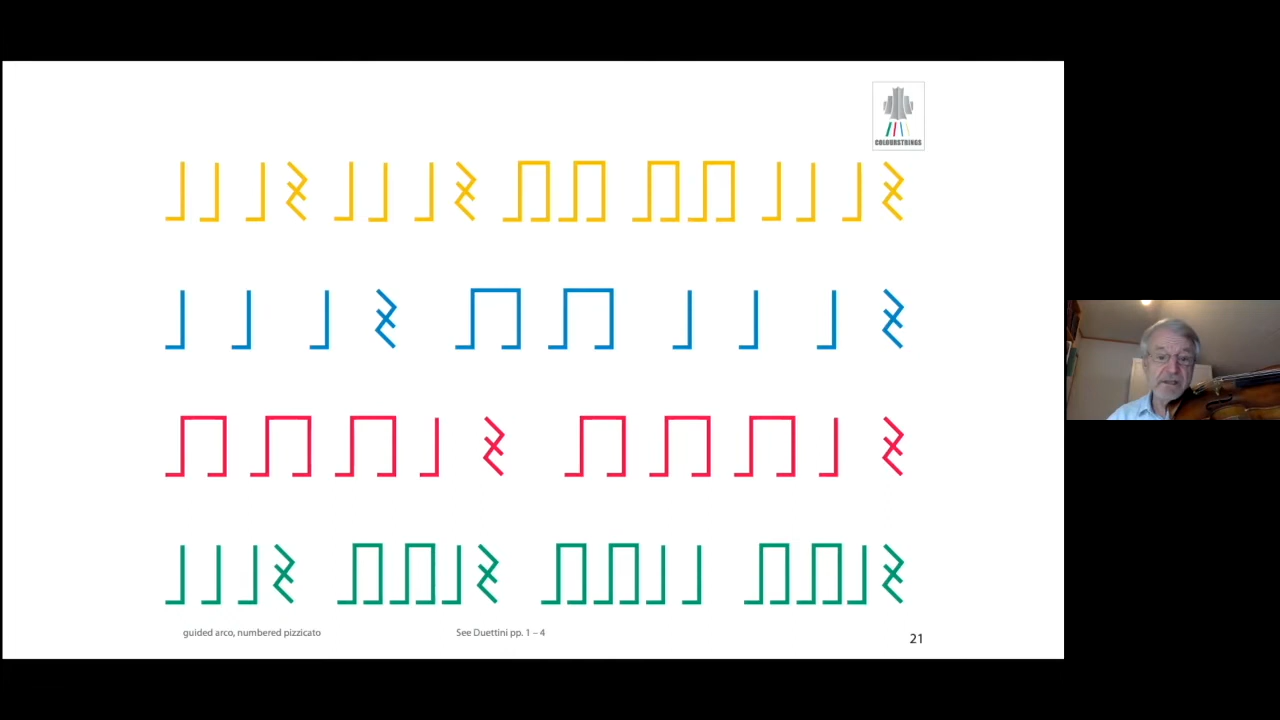 COLOURSTRINGS
guided arco, numbered pizzicato
See Duettini pp. 1 – 4
21